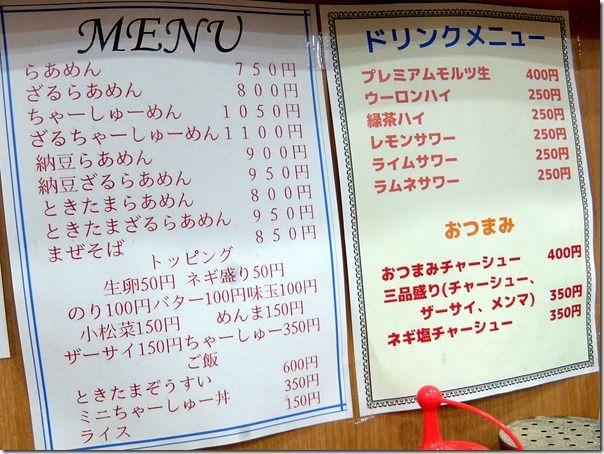 MENU
らあめん 750円
ざるらあめん 800円
ちゃーしゅーめん 1050円
ざるちゃーしゅーめん 1100円
納豆らあめん 900円
納豆ざるらあめん 950円
ときたまらあめん 800円
ときたまざるらあめん 950円
まぜそば 850円
トッピング
生卵50円 ネギ盛り50円
のり100円バター100円味玉100円
小松菜150円 めんま150円
ザーサイ150円ちゃーしゅー350円
ご飯
ときたまぞうすい 600円
ミニちゃーしゅー丼 350円
ライス 150円
ドリンクメニュー
プレミアムモルツ生 400円
ウーロンハイ 250円
緑茶ハイ 250円
レモンサワー 250円
ライムサワー 250円
ラムネサワー 250円
おつまみ
おつまみチャーシュー 400円
三品盛り(チャーシュー、
ザーサイ、メンマ) 350円
ネギ塩チャーシュー 350円